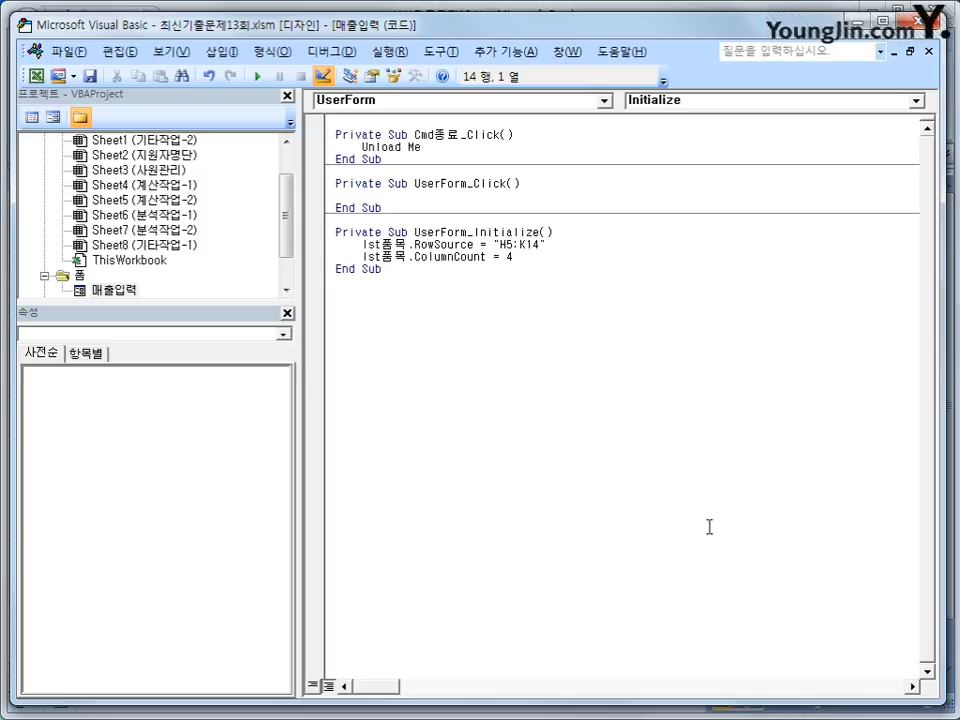 Microsoft Visual Basic - 최신기출문제13회.xlsm [디자인] - [매출입력 (코드)]
Younglin.com Y.
파일(F) 편집(E) 보기(V) 삽입(I) 형식(O) 디버그(D) 실행(R) 도구(T) 추가 기능(A) 창(W) 도움말(H)
질문을 입력하십시오.
14 행, 1 열
프로젝트 - VBAProject
Sheet1 (기타작업-2)
Sheet2 (지원자명단)
Sheet3 (사원관리)
Sheet4 (계산작업-1)
Sheet5 (계산작업-2)
Sheet6 (분석작업-1)
Sheet7 (분석작업-2)
Sheet8 (기타작업-1)
ThisWorkbook
폼
매출입력
속성
사전순 항목별
UserForm
Initialize
Private Sub Cmd종료_Click()
Unload Me
End Sub
Private Sub UserForm_Click()
End Sub
Private Sub UserForm_Initialize()
lst품목.RowSource = "H5:K14"
lst품목.ColumnCount = 4
End Sub